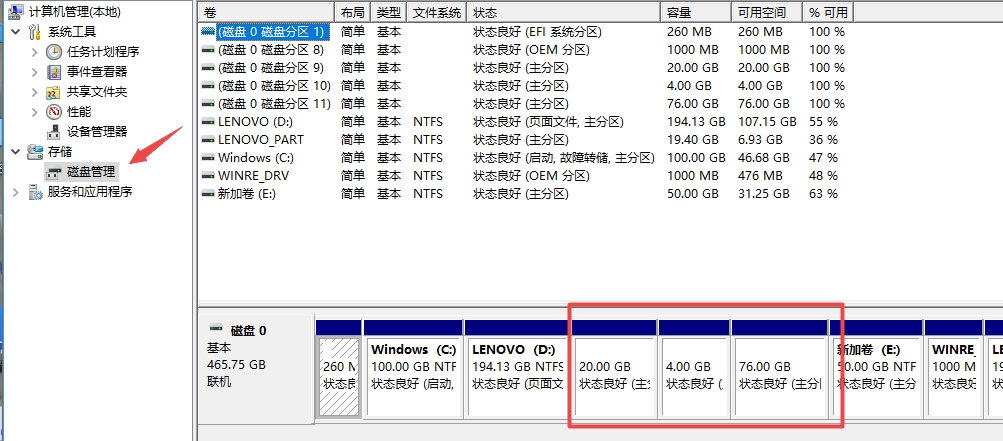 计算机管理(本地)
系统工具
任务计划程序
事件查看器
共享文件夹
性能
设备管理器
存储
磁盘管理
服务和应用程序
卷 布局 类型 文件系统 状态 容量 可用空间 % 可用
(磁盘 0 磁盘分区 1) 简单 基本 状态良好 (EFI 系统分区) 260 MB 260 MB 100 %
(磁盘 0 磁盘分区 8) 简单 基本 状态良好 (OEM 分区) 1000 MB 1000 MB 100 %
(磁盘 0 磁盘分区 9) 简单 基本 状态良好 (主分区) 20.00 GB 20.00 GB 100 %
(磁盘 0 磁盘分区 10) 简单 基本 状态良好 (主分区) 4.00 GB 4.00 GB 100 %
(磁盘 0 磁盘分区 11) 简单 基本 状态良好 (主分区) 76.00 GB 76.00 GB 100 %
LENOVO (D:) 简单 基本 NTFS 状态良好 (页面文件, 主分区) 194.13 GB 107.15 GB 55 %
LENOVO_PART 简单 基本 NTFS 状态良好 (主分区) 19.40 GB 6.93 GB 36 %
Windows (C:) 简单 基本 NTFS 状态良好 (启动, 故障转储, 主分区) 100.00 GB 46.68 GB 47 %
WINRE_DRV 简单 基本 NTFS 状态良好 (OEM 分区) 1000 MB 476 MB 48 %
新加卷 (E:) 简单 基本 NTFS 状态良好 (主分区) 50.00 GB 31.25 GB 63 %
磁盘 0
基本
465.75 GB
联机
260 M
状态良
Windows (C:)
100.00 GB NTF
状态良好 (启动,
LENOVO (D:)
194.13 GB NTFS
状态良好 (页面文
20.00 GB
状态良好 (主
4.00 GB
状态良好 (
76.00 GB
状态良好 (主分
新加卷 (E:)
50.00 GB NTF
状态良好 (主分
WINRE_
1000 M
状态良好
LE
19
状态